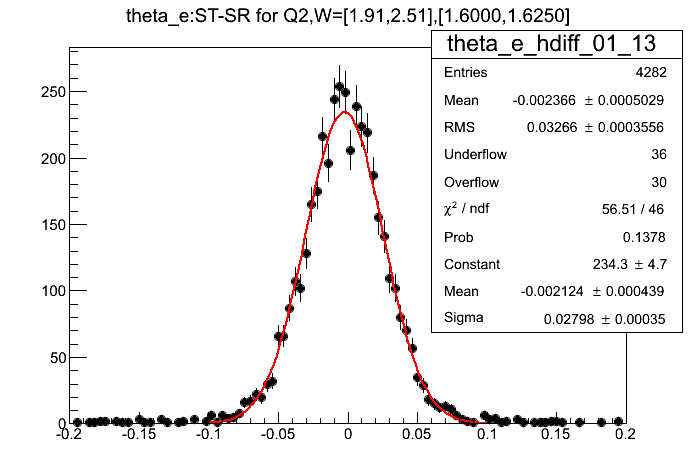 theta_e:ST-SR for Q2,W=[1.91,2.51],[1.6000,1.6250]
theta_e_hdiff_01_13
Entries 4282
Mean -0.002366 ± 0.0005029
RMS 0.03266 ± 0.0003556
Underflow 36
Overflow 30
χ² / ndf 56.51 / 46
Prob 0.1378
Constant 234.3 ± 4.7
Mean -0.002124 ± 0.000439
Sigma 0.02798 ± 0.00035
250
200
150
100
50
0
-0.2 -0.15 -0.1 -0.05 0 0.05 0.1 0.15 0.2